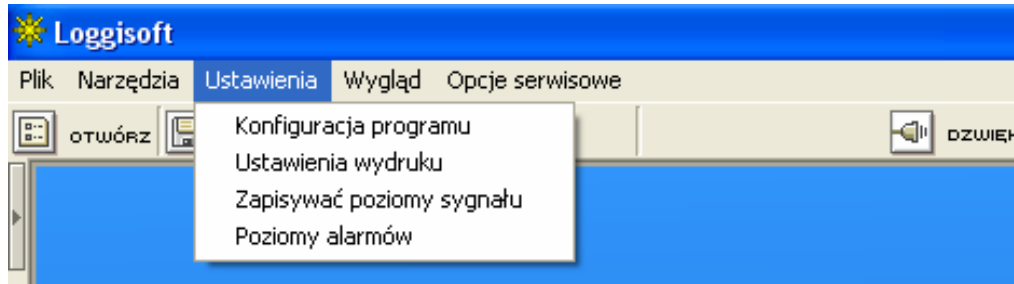 Loggisoft
Plik Narzędzia Ustawienia Wygląd Opcje serwisowe
OTWÓRZ
Konfiguracja programu
Ustawienia wydruku
Zapisywać poziomy sygnału
Poziomy alarmów